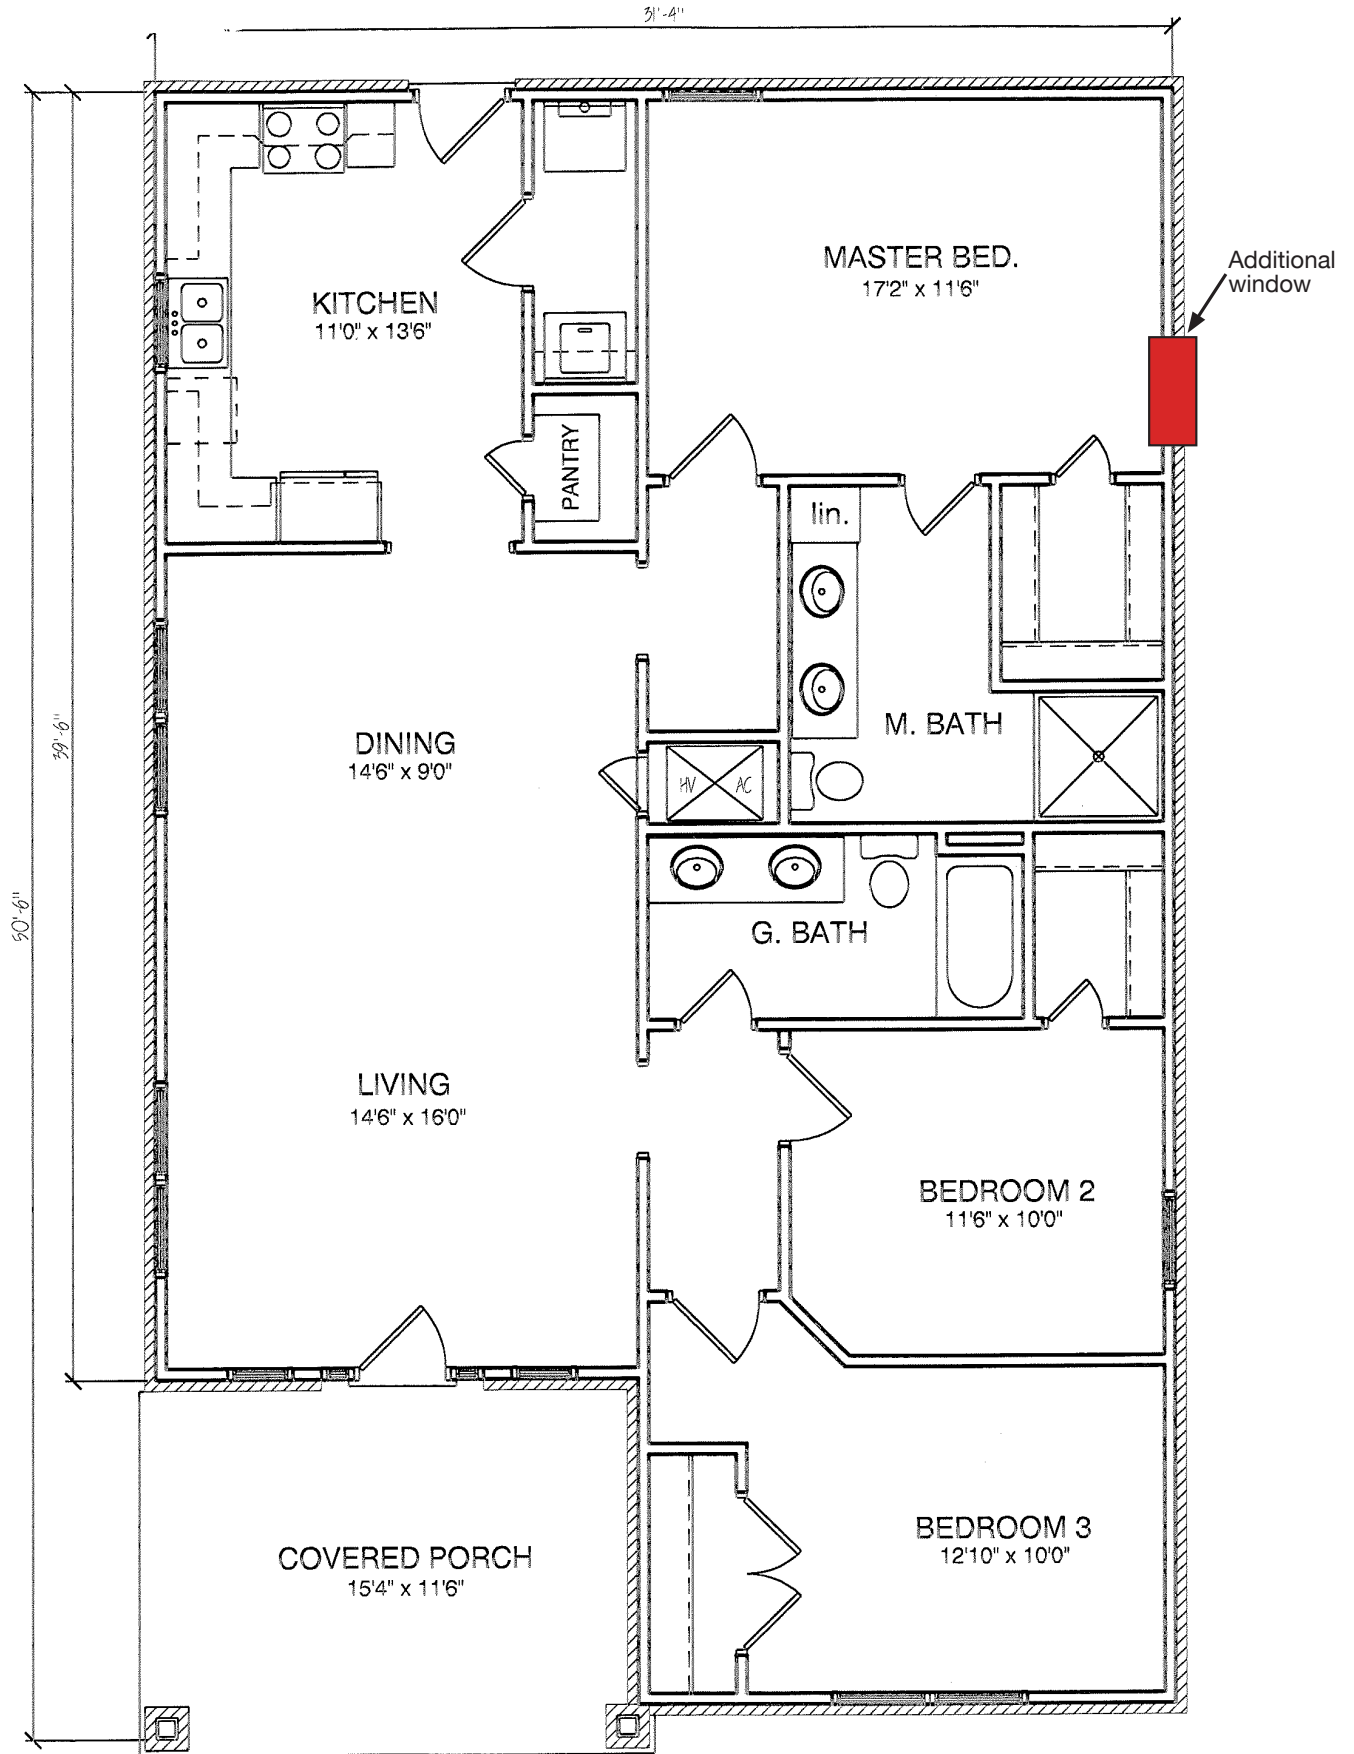 31'-4"
Additional
window
MASTER BED.
17'2" x 11'6"
KITCHEN
11'0" x 13'6"
PANTRY
lin.
M. BATH
DINING
14'6" x 9'0"
39'-6"
HV AC
50'-6"
G. BATH
LIVING
14'6" x 16'0"
BEDROOM 2
11'6" x 10'0"
BEDROOM 3
12'10" x 10'0"
COVERED PORCH
15'4" x 11'6"